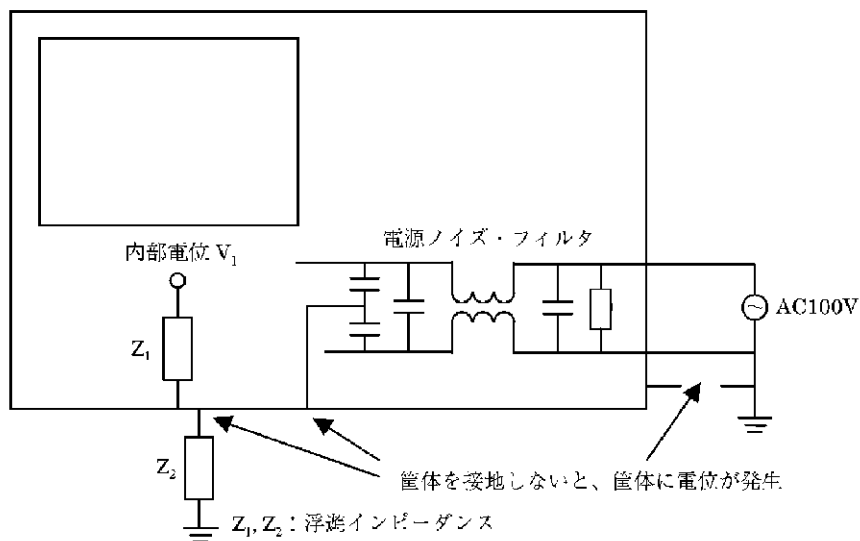 内部電位 V₁
電源ノイズ・フィルタ
Z₁
AC100V
Z₂
筐体を接地しないと、筐体に電位が発生
Z₁, Z₂：浮遊インピーダンス